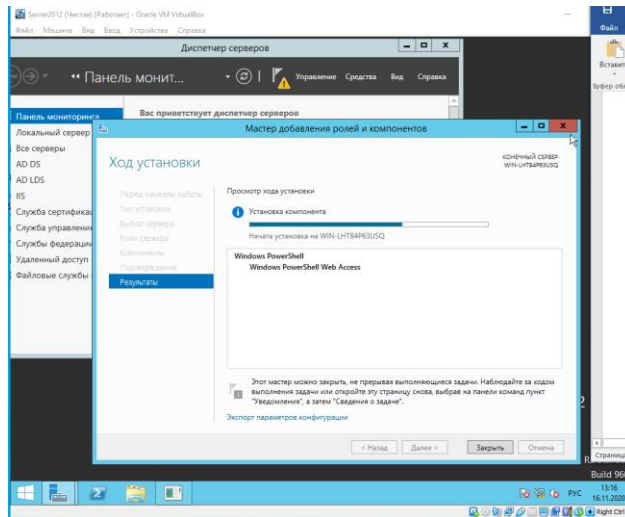 Server2012 (Чистая) [Работает] - Oracle VM VirtualBox
Файл Машина Вид Ввод Устройства Справка
Файл
Вставит
Буфер обм
Диспетчер серверов
Панель монит...
Управление Средства Вид Справка
Панель мониторинга
Локальный сервер
Все серверы
AD DS
AD LDS
IIS
Служба сертифика
Служба управлени
Службы федераци
Удаленный доступ
Файловые службы
Вас приветствует диспетчер серверов
Мастер добавления ролей и компонентов
Ход установки
КОНЕЧНЫЙ СЕРВЕР
WIN-LHT84P63USQ
Перед началом работы
Тип установки
Выбор сервера
Роли сервера
Компоненты
Подтверждение
Результаты
Просмотр хода установки
Установка компонента
Начата установка на WIN-LHT84P63USQ
Windows PowerShell
Windows PowerShell Web Access
Этот мастер можно закрыть, не прерывая выполняющиеся задачи. Наблюдайте за ходом
выполнения задачи или откройте эту страницу снова, выбрав на панели команд пункт
"Уведомления", а затем "Сведения о задаче".
Экспорт параметров конфигурации
< Назад Далее > Закрыть Отмена
Страница
Build 960
РУС
13:16
16.11.2020
Right Ctrl